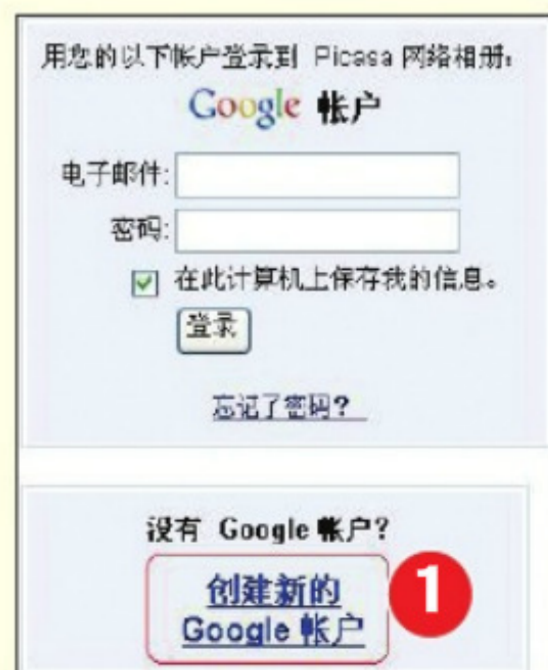 用您的以下帐户登录到 Picasa 网络相册:
Google 帐户
电子邮件:
密码:
在此计算机上保存我的信息。
登录
忘记了密码?
没有 Google 帐户?
创建新的
Google 帐户
1